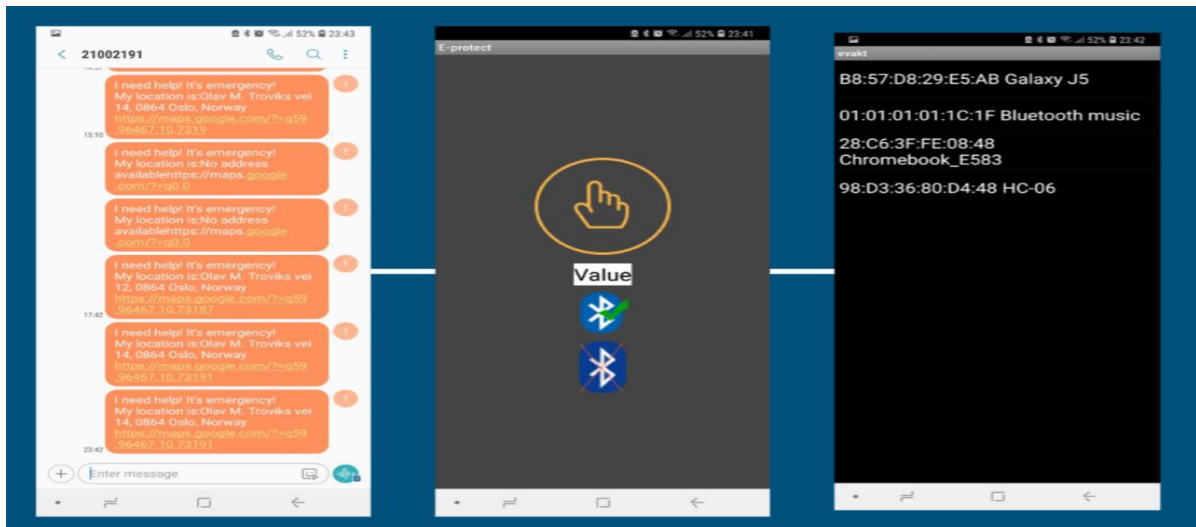 52% 23:43
21002191
I need help! It's emergency!
My location is:Olav M. Troviks vei
14, 0864 Oslo, Norway
https://maps.google.com/?=q59
.96467,10.7319
15:10
I need help! It's emergency!
My location is:No address
availablehttps://maps.google
.com/?=q0.0
I need help! It's emergency!
My location is:No address
availablehttps://maps.google
.com/?=q0.0
I need help! It's emergency!
My location is:Olav M. Troviks vei
12, 0864 Oslo, Norway
https://maps.google.com/?=q59
.96467,10.73187
17:42
I need help! It's emergency!
My location is:Olav M. Troviks vei
14, 0864 Oslo, Norway
https://maps.google.com/?=q59
.96467,10.73191
I need help! It's emergency!
My location is:Olav M. Troviks vei
14, 0864 Oslo, Norway
https://maps.google.com/?=q59
.96467,10.73191
23:42
Enter message
52% 23:41
E-protect
Value
52% 23:42
evakt
B8:57:D8:29:E5:AB Galaxy J5
01:01:01:01:1C:1F Bluetooth music
28:C6:3F:FE:08:48
Chromebook_E583
98:D3:36:80:D4:48 HC-06